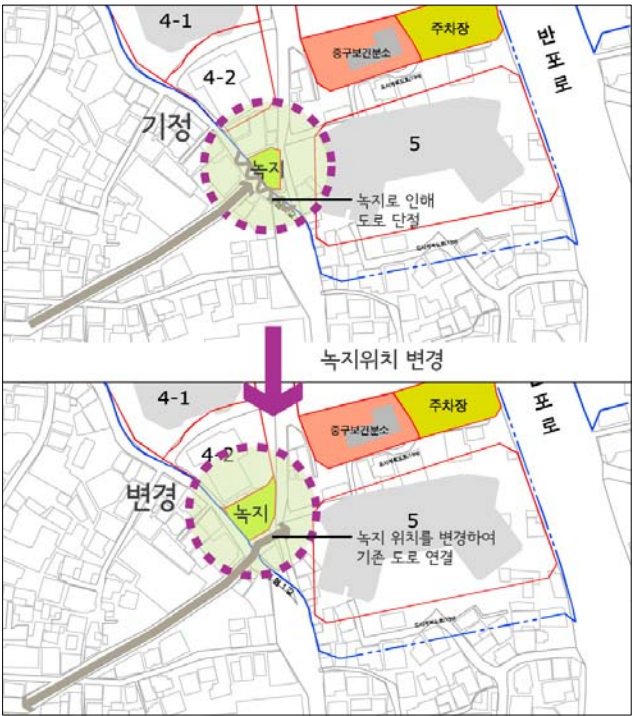 4-1
주차장
중구보건분소
반포로
4-2
기정
5
녹지
녹지로 인해
도로 단절
녹지위치 변경
4-1
주차장
포로
중구보건분소
4-2
변경
녹지
5
녹지 위치를 변경하여
기존 도로 연결